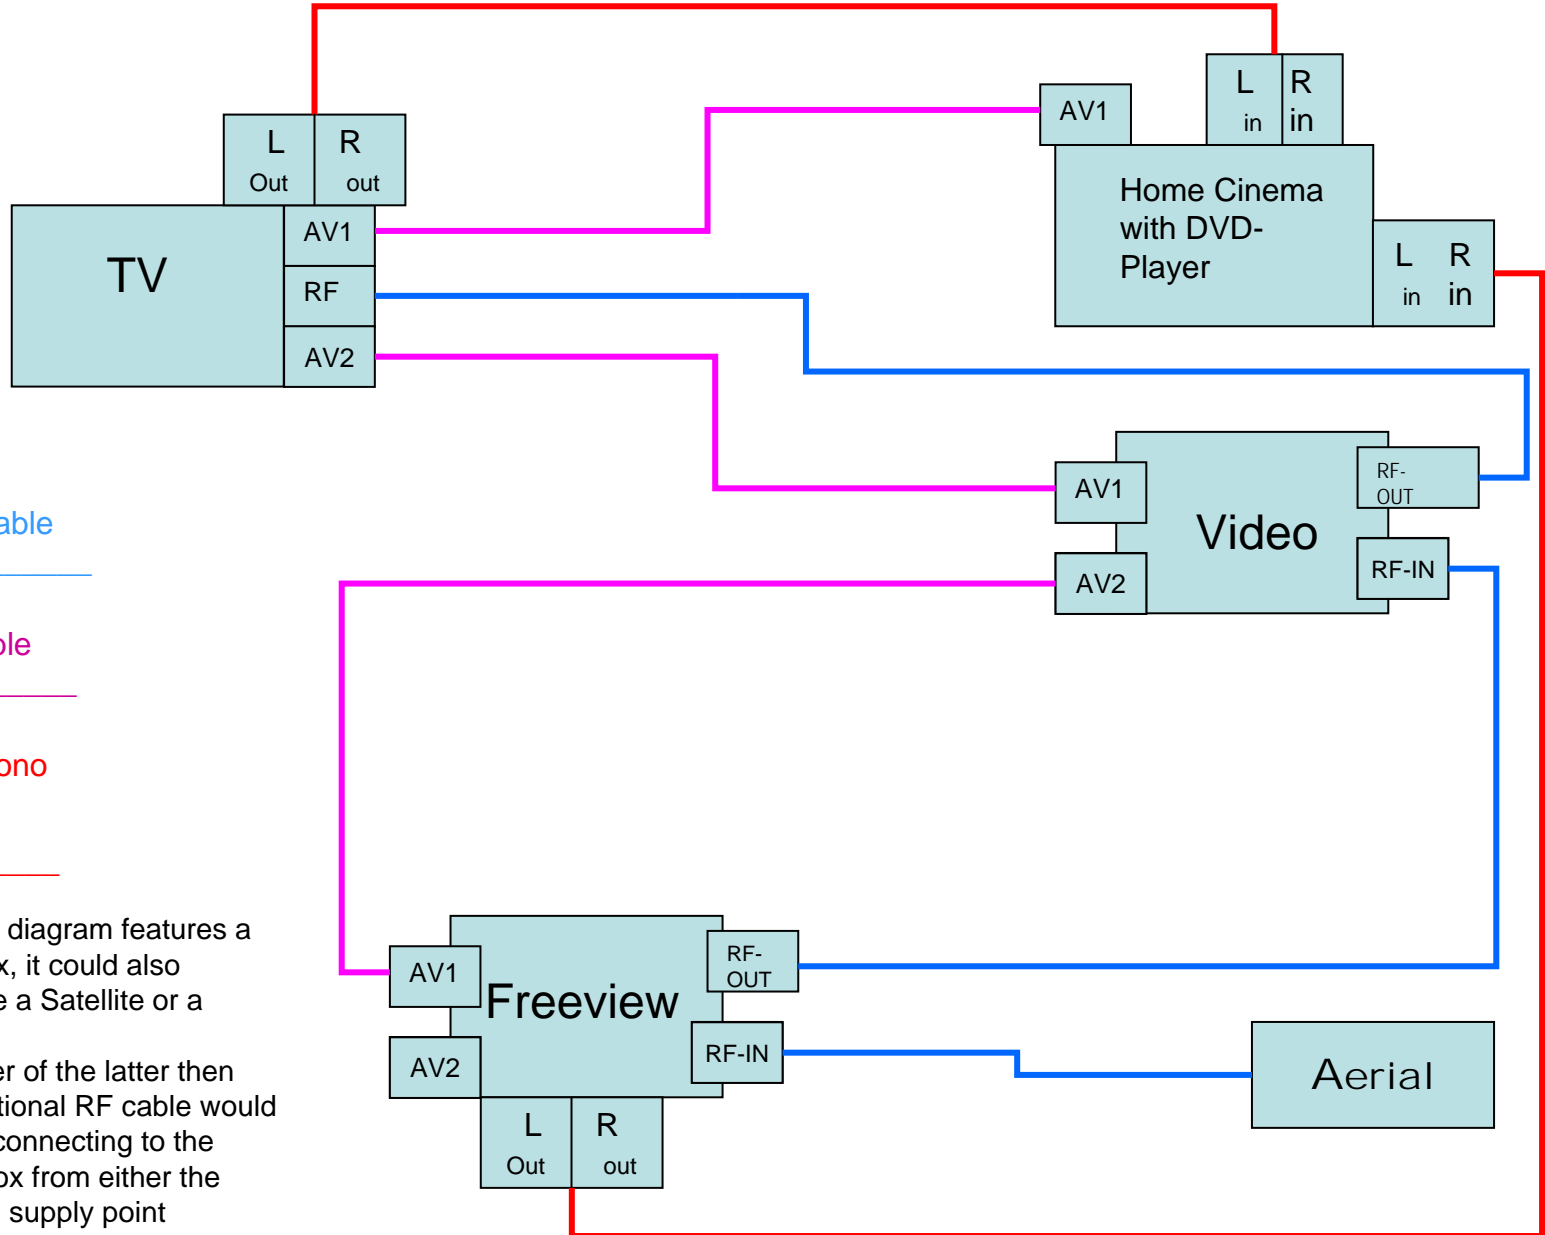 L R
Out out
TV
AV1
RF
AV2
AV1
L R
in in
Home Cinema
with DVD-
Player
L R
in in
AV1
AV2
Video
RF-
OUT
RF-IN
able
ble
ono
diagram features a
x, it could also
e a Satellite or a
er of the latter then
tional RF cable would
connecting to the
ox from either the
supply point
AV1
AV2
Freeview
RF-
OUT
RF-IN
L R
Out out
Aerial